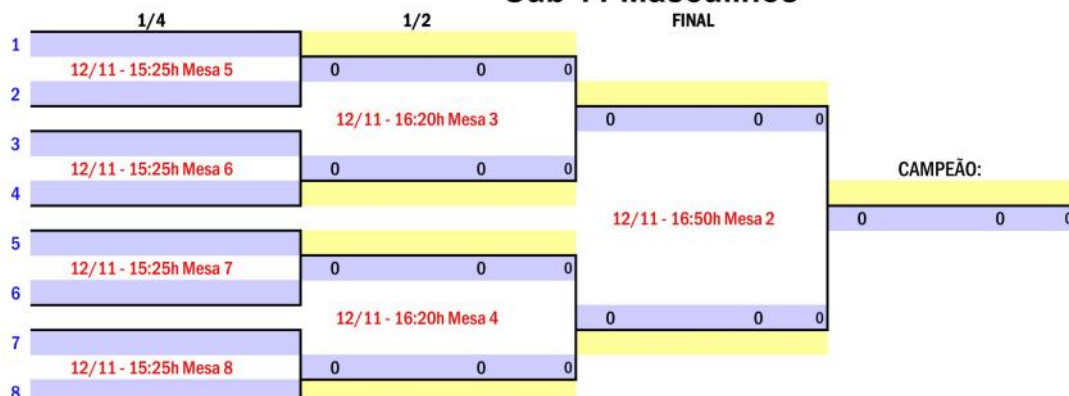 1/4 1/2 FINAL
1
12/11 - 15:25h Mesa 5 0 0 0
2
12/11 - 16:20h Mesa 3 0 0 0
3
12/11 - 15:25h Mesa 6 0 0 0 CAMPEÃO:
4
12/11 - 16:50h Mesa 2 0 0 0
5
12/11 - 15:25h Mesa 7 0 0 0
6
12/11 - 16:20h Mesa 4 0 0 0
7
12/11 - 15:25h Mesa 8 0 0 0
8